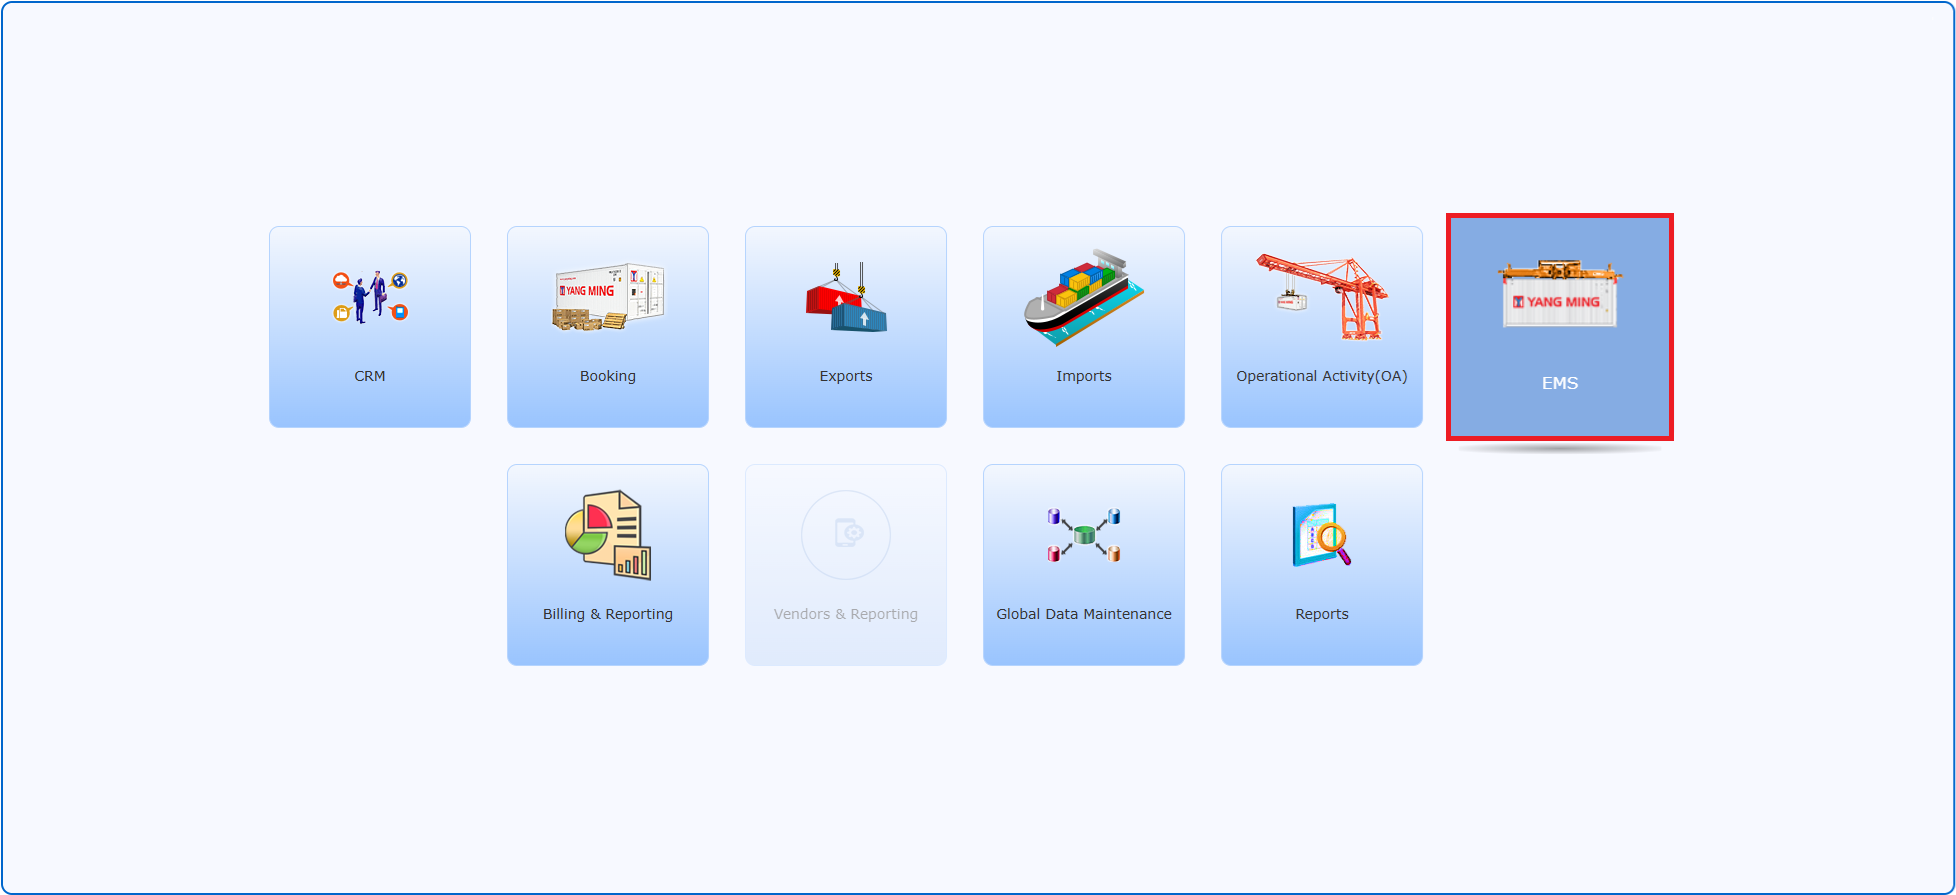 YANG MING
YANG MING
CRM
Booking
Exports
Imports
Operational Activity(OA)
EMS
Billing & Reporting
Vendors & Reporting
Global Data Maintenance
Reports